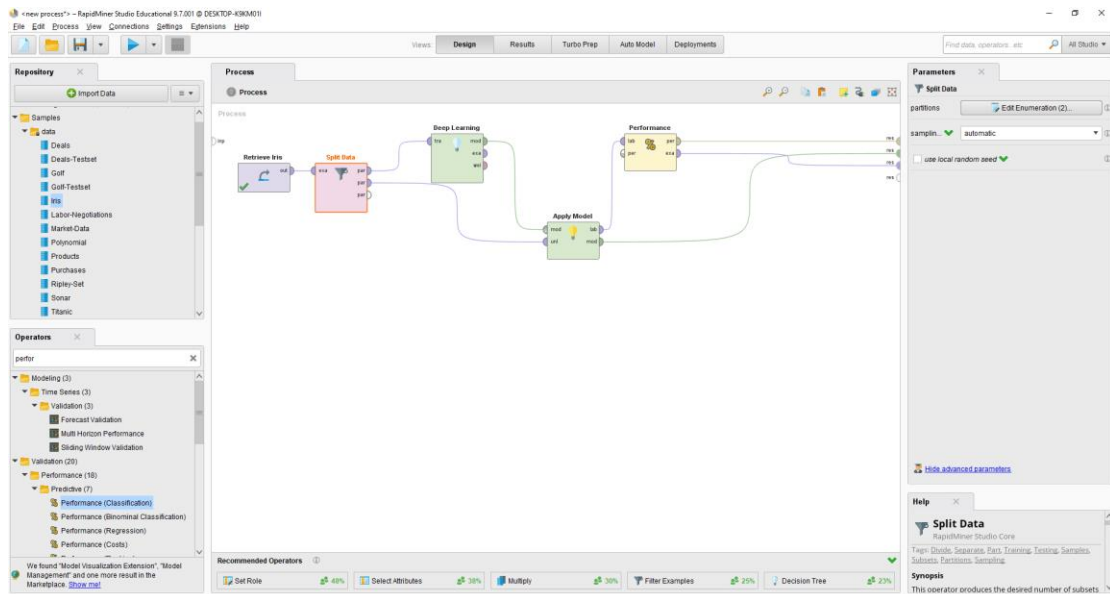 <new process*> – RapidMiner Studio Educational 9.7.001 @ DESKTOP-K9KM01I
File Edit Process View Connections Settings Extensions Help
Views: Design Results Turbo Prep Auto Model Deployments
Find data, operators...etc
All Studio
Repository
Import Data
Samples
data
Deals
Deals-Testset
Golf
Golf-Testset
Iris
Labor-Negotiations
Market-Data
Polynomial
Products
Purchases
Ripley-Set
Sonar
Titanic
Operators
perfor
Modeling (3)
Time Series (3)
Validation (3)
Forecast Validation
Multi Horizon Performance
Sliding Window Validation
Validation (20)
Performance (18)
Predictive (7)
Performance (Classification)
Performance (Binominal Classification)
Performance (Regression)
Performance (Costs)
We found "Model Visualization Extension", "Model
Management" and one more result in the
Marketplace. Show me!
Process
Process
Process
inp
Retrieve Iris
out
Split Data
exa par
par
par
Deep Learning
tra mod
exa
wei
Apply Model
mod lab
unl mod
Performance
lab per
per exa
res
res
res
res
Recommended Operators
Set Role 48%
Select Attributes 38%
Multiply 30%
Filter Examples 25%
Decision Tree 23%
Parameters
Split Data
partitions Edit Enumeration (2)...
samplin... automatic
use local random seed
Hide advanced parameters
Help
Split Data
RapidMiner Studio Core
Tags: Divide, Separate, Part, Training, Testing, Samples,
Subsets, Partitions, Sampling
Synopsis
This operator produces the desired number of subsets